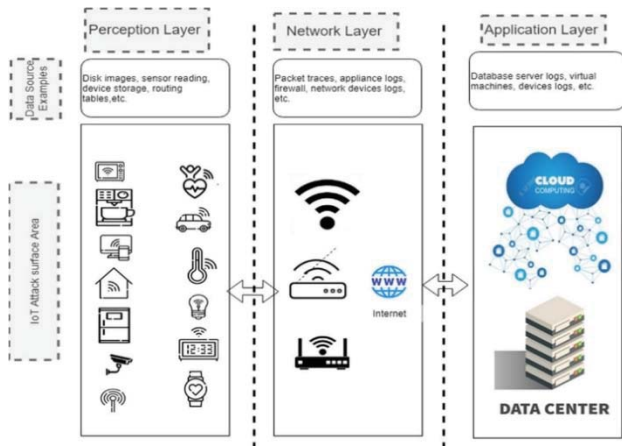 Perception Layer
Network Layer
Application Layer
Data Source
Examples
Disk images, sensor reading,
device storage, routing
tables,etc.
Packet traces, appliance logs,
firewall, network devices logs,
etc.
Database server logs, virtual
machines, devices logs, etc.
IoT Attack surface Area
12:33
WWW
Internet
CLOUD
COMPUTING
DATA CENTER